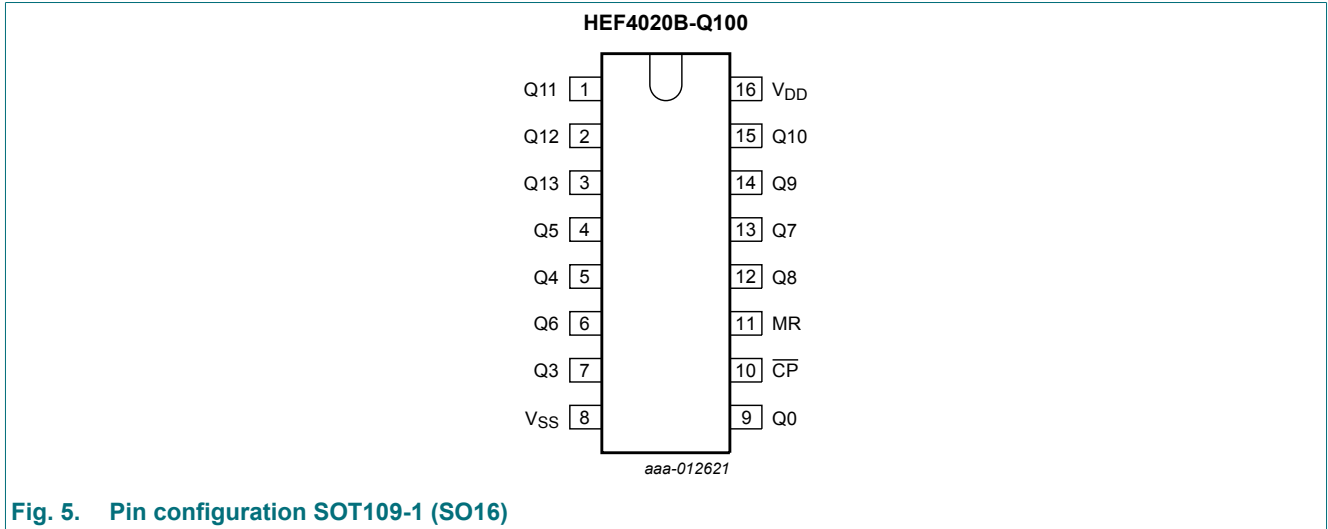 HEF4020B-Q100
Q11 1 16 VDD
Q12 2 15 Q10
Q13 3 14 Q9
Q5 4 13 Q7
Q4 5 12 Q8
Q6 6 11 MR
Q3 7 10 C̅P̅
VSS 8 9 Q0
aaa-012621
Fig. 5. Pin configuration SOT109-1 (SO16)